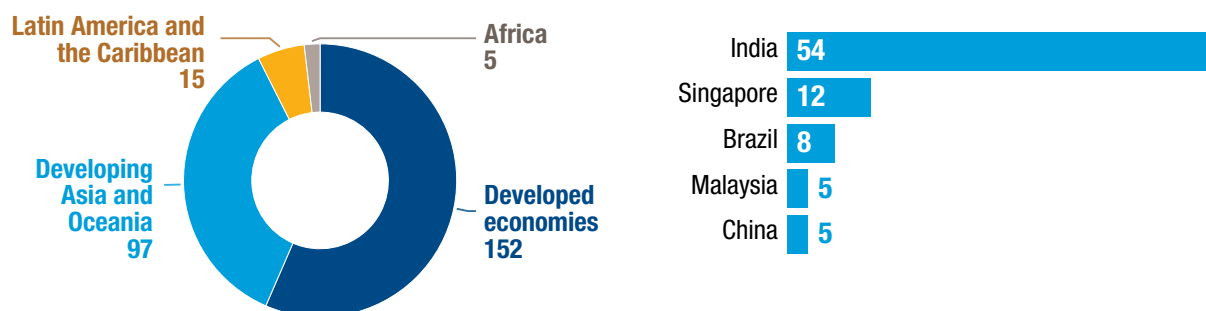 Latin America and
the Caribbean
15
Africa
5
Developing
Asia and
Oceania
97
Developed
economies
152
India
54
Singapore
12
Brazil
8
Malaysia
5
China
5